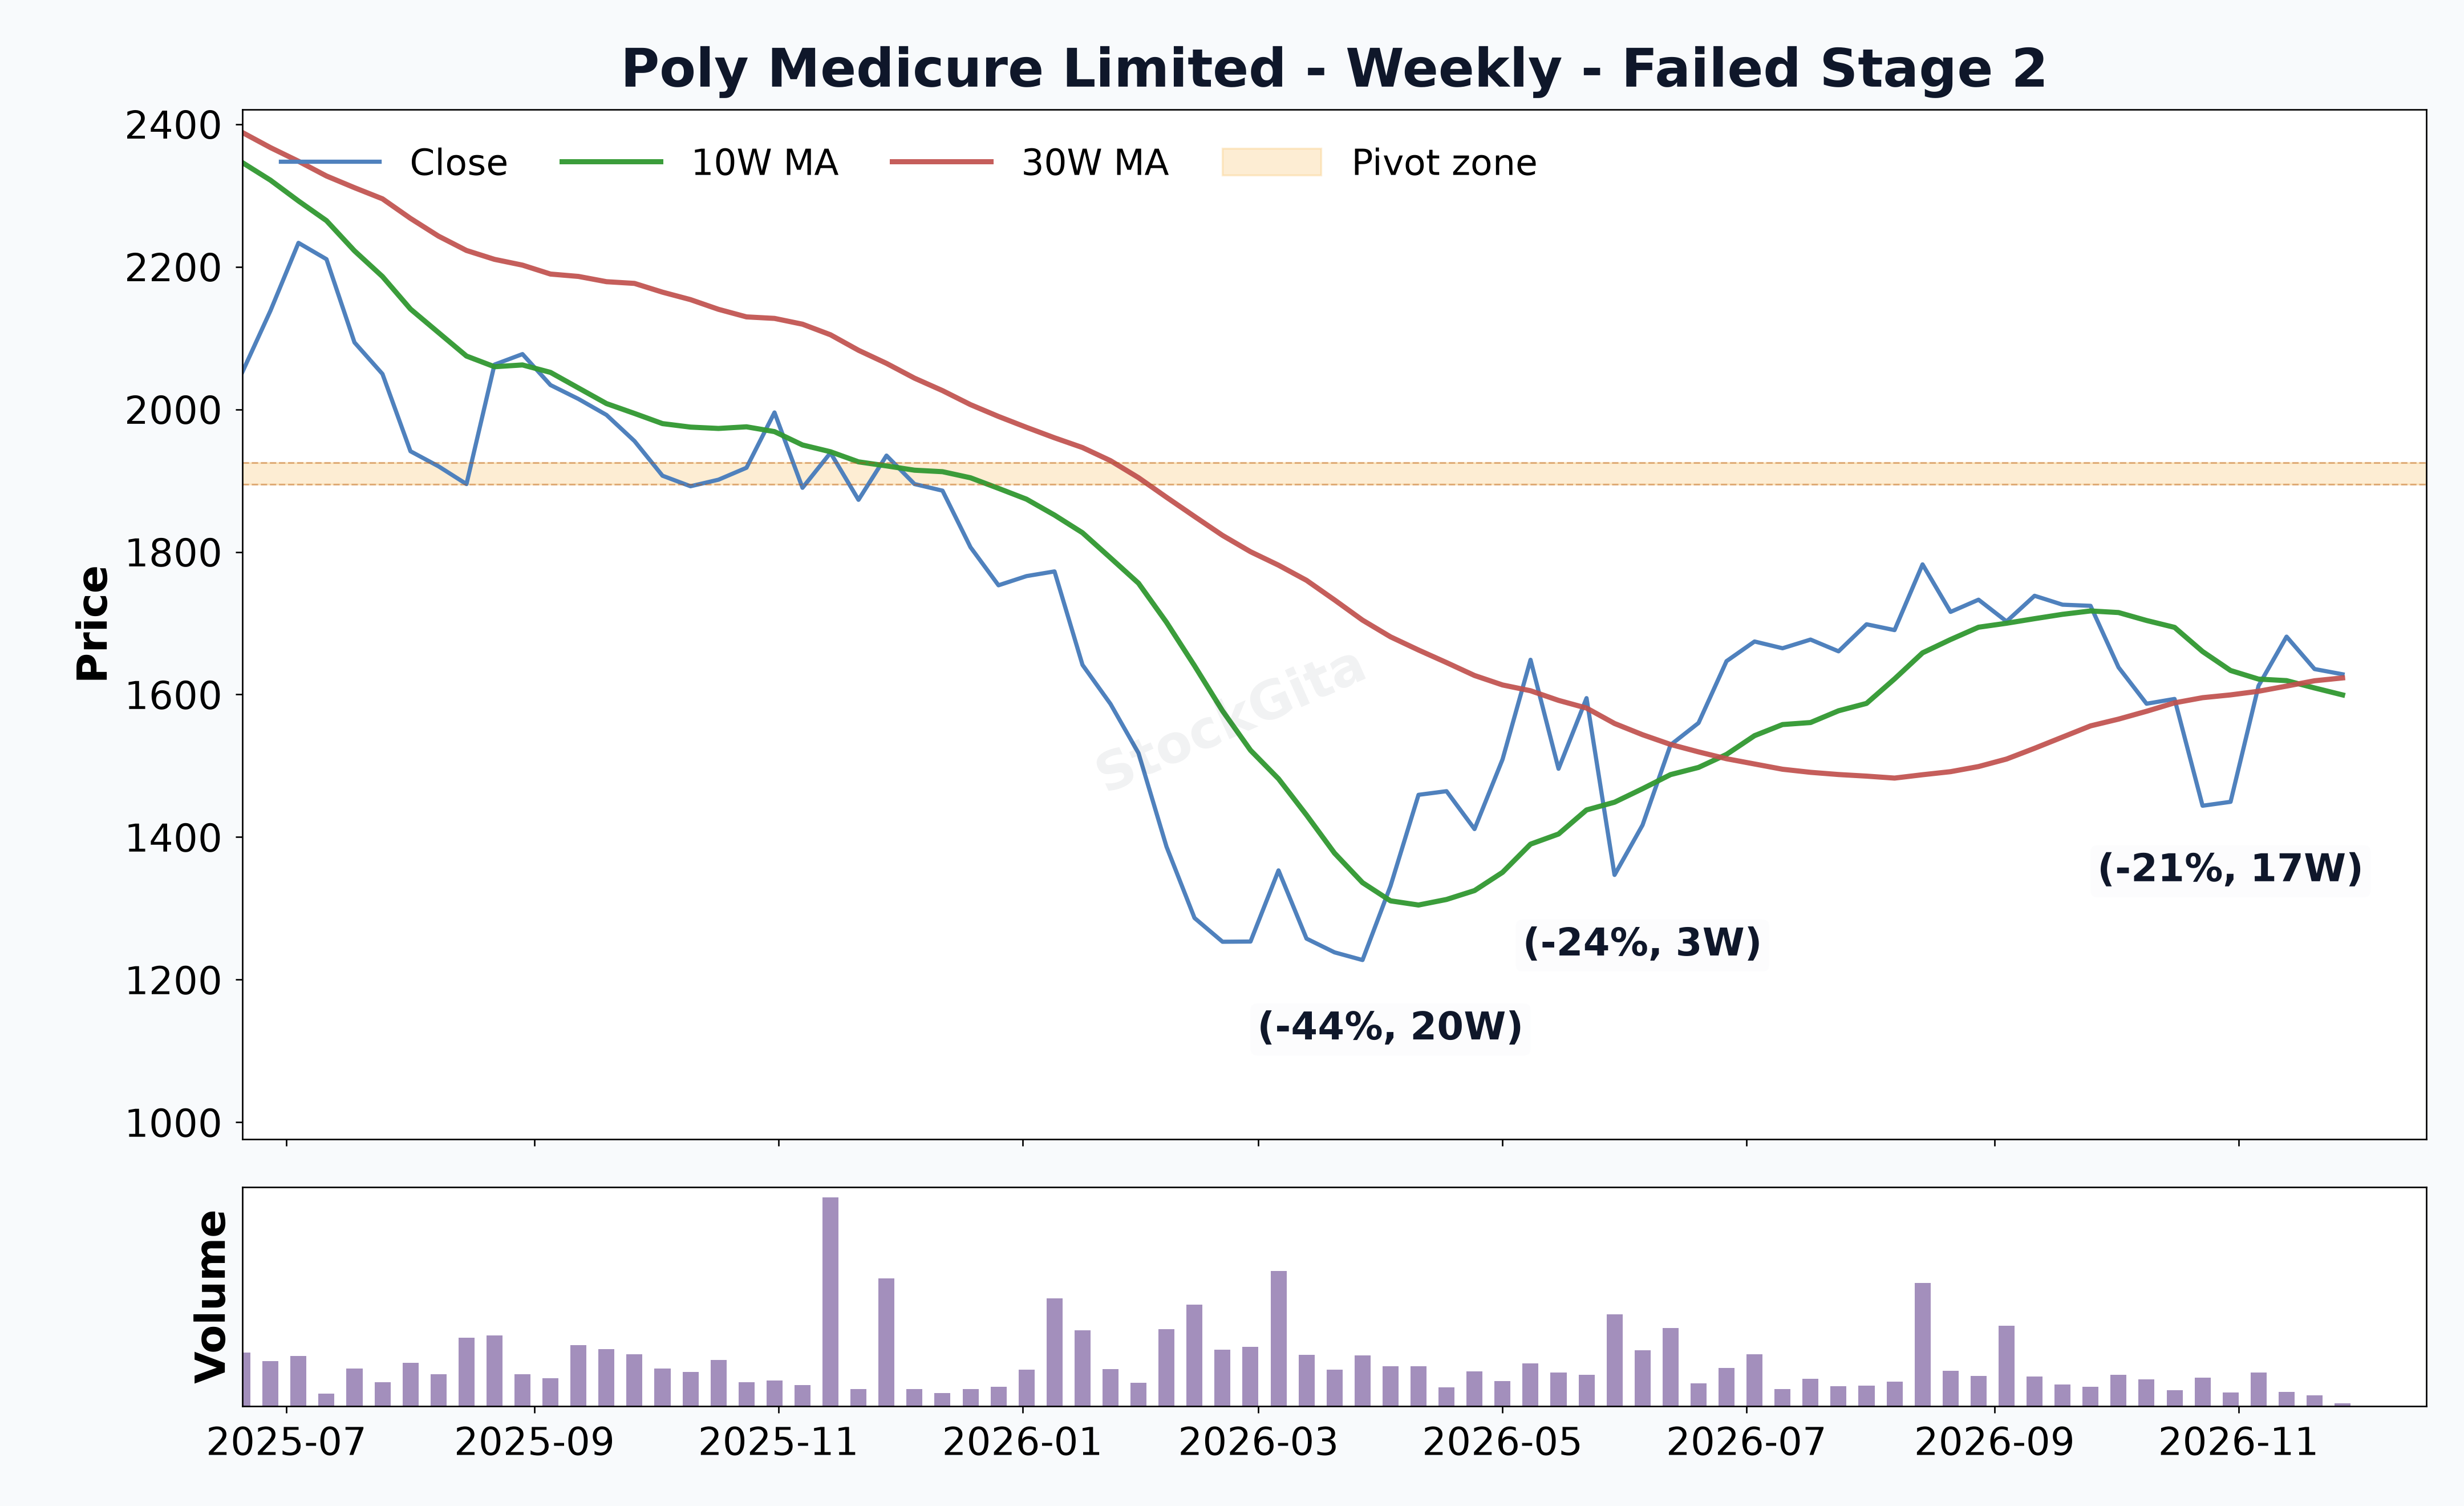 Poly Medicure Limited - Weekly - Failed Stage 2
Close
10W MA
30W MA
Pivot zone
Price
2400
2200
2000
1800
1600
1400
1200
1000
StockGita
(-44%, 20W)
(-24%, 3W)
(-21%, 17W)
Volume
2025-07
2025-09
2025-11
2026-01
2026-03
2026-05
2026-07
2026-09
2026-11